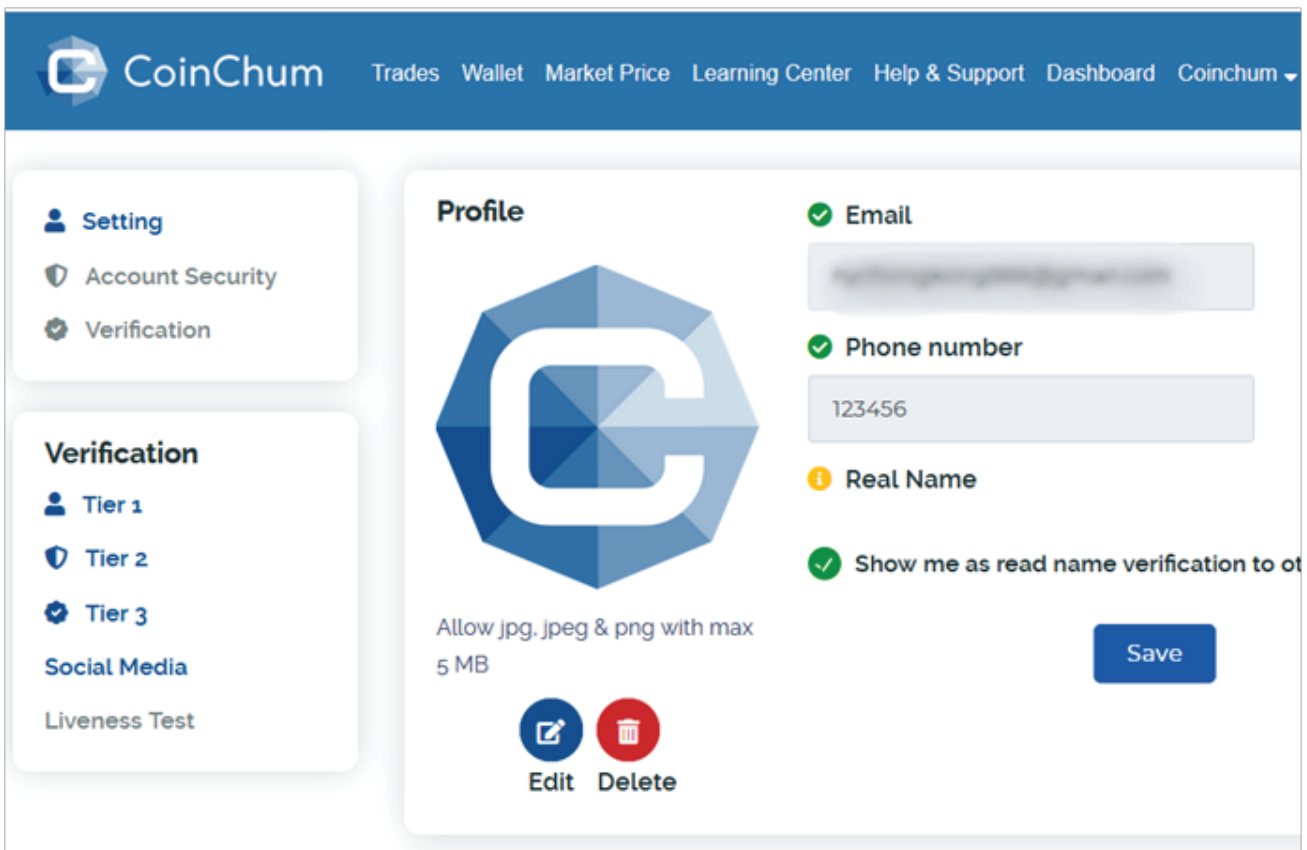 CoinChum
Trades Wallet Market Price Learning Center Help & Support Dashboard Coinchum
Setting
Account Security
Verification
Verification
Tier 1
Tier 2
Tier 3
Social Media
Liveness Test
Profile
Allow jpg, jpeg & png with max
5 MB
Edit Delete
Email
Phone number
123456
Real Name
Show me as read name verification to ot
Save